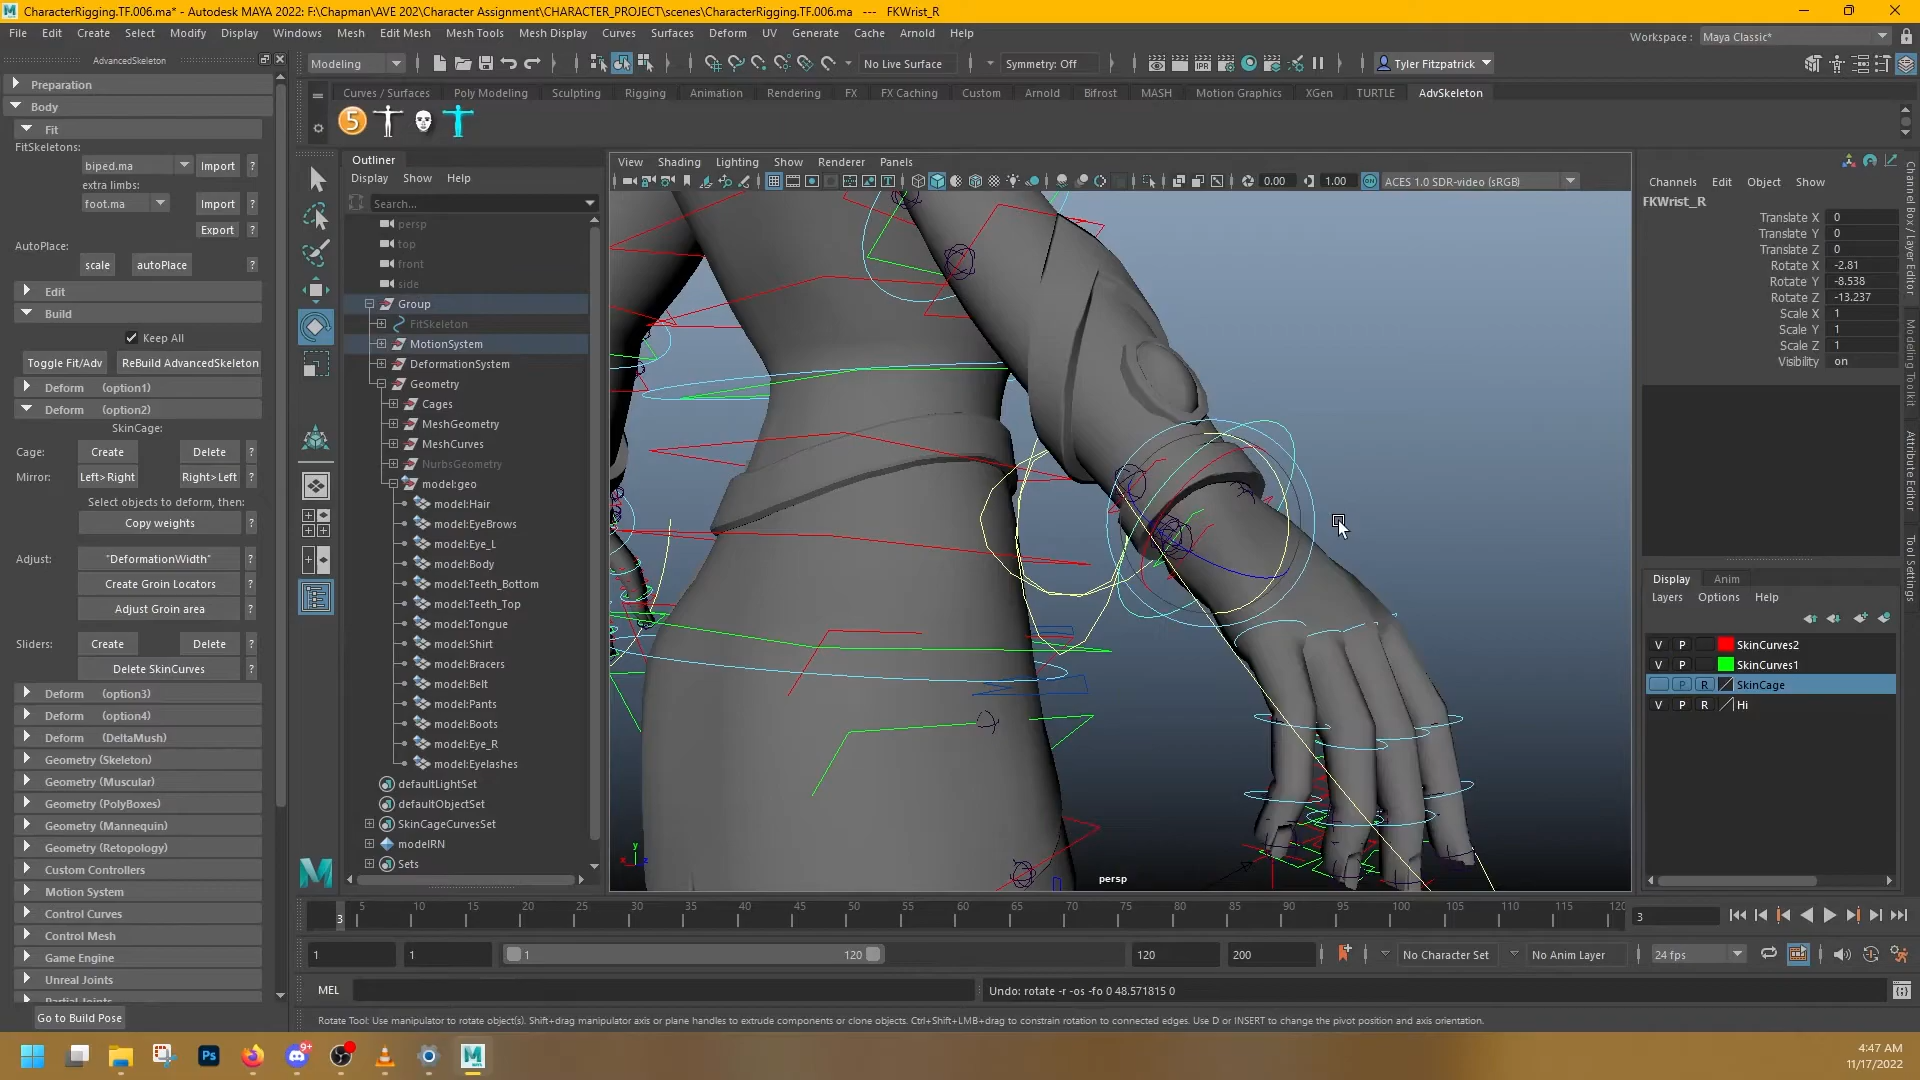 CharacterRigging.TF.006.ma* - Autodesk MAYA 2022: F:\Chapman\AVE 202\Character Assignment\CHARACTER_PROJECT\scenes\CharacterRigging.TF.006.ma --- FKWrist_R
File Edit Create Select Modify Display Windows Mesh Edit Mesh Mesh Tools Mesh Display Curves Surfaces Deform UV Generate Cache Arnold Help
Workspace : Maya Classic*
AdvancedSkeleton
Modeling
No Live Surface
Symmetry: Off
Tyler Fitzpatrick
Preparation
Body
Fit
FitSkeletons:
biped.ma Import ?
extra limbs:
foot.ma Import ?
Export ?
AutoPlace:
scale autoPlace ?
Edit
Build
Keep All
Toggle Fit/Adv ReBuild AdvancedSkeleton
Deform (option1)
Deform (option2)
SkinCage:
Cage: Create Delete ?
Mirror: Left>Right Right>Left ?
Select objects to deform, then:
Copy weights ?
Adjust: "DeformationWidth" ?
Create Groin Locators ?
Adjust Groin area ?
Sliders: Create Delete ?
Delete SkinCurves ?
Deform (option3)
Deform (option4)
Deform (DeltaMush)
Geometry (Skeleton)
Geometry (Muscular)
Geometry (PolyBoxes)
Geometry (Mannequin)
Geometry (Retopology)
Custom Controllers
Motion System
Control Curves
Control Mesh
Game Engine
Unreal Joints
Partial Joints
Go to Build Pose
Curves / Surfaces Poly Modeling Sculpting Rigging Animation Rendering FX FX Caching Custom Arnold Bifrost MASH Motion Graphics XGen TURTLE AdvSkeleton
5
Outliner
Display Show Help
Search...
persp
top
front
side
Group
FitSkeleton
MotionSystem
DeformationSystem
Geometry
Cages
MeshGeometry
MeshCurves
NurbsGeometry
model:geo
model:Hair
model:EyeBrows
model:Eye_L
model:Body
model:Teeth_Bottom
model:Teeth_Top
model:Tongue
model:Shirt
model:Bracers
model:Belt
model:Pants
model:Boots
model:Eye_R
model:Eyelashes
defaultLightSet
defaultObjectSet
SkinCageCurvesSet
modelRN
Sets
View Shading Lighting Show Renderer Panels
0.00 1.00 ACES 1.0 SDR-video (sRGB)
y
x
z
persp
Channels Edit Object Show
FKWrist_R
Translate X 0
Translate Y 0
Translate Z 0
Rotate X -2.81
Rotate Y -8.538
Rotate Z -13.237
Scale X 1
Scale Y 1
Scale Z 1
Visibility on
Channel Box / Layer Editor
Modeling Toolkit
Attribute Editor
Tool Settings
Display Anim
Layers Options Help
V P SkinCurves2
V P SkinCurves1
P R SkinCage
V P R Hi
3 5 10 15 20 25 30 35 40 45 50 55 60 65 70 75 80 85 90 95 100 105 110 115 120
3
1 1 1 120 120 200
No Character Set No Anim Layer 24 fps
MEL
Undo: rotate -r -os -fo 0 48.571815 0
Rotate Tool: Use manipulator to rotate object(s). Shift+drag manipulator axis or plane handles to extrude components or clone objects. Ctrl+Shift+LMB+drag to constrain rotation to connected edges. Use D or INSERT to change the pivot position and axis orientation.
Ps
9+
4:47 AM
11/17/2022